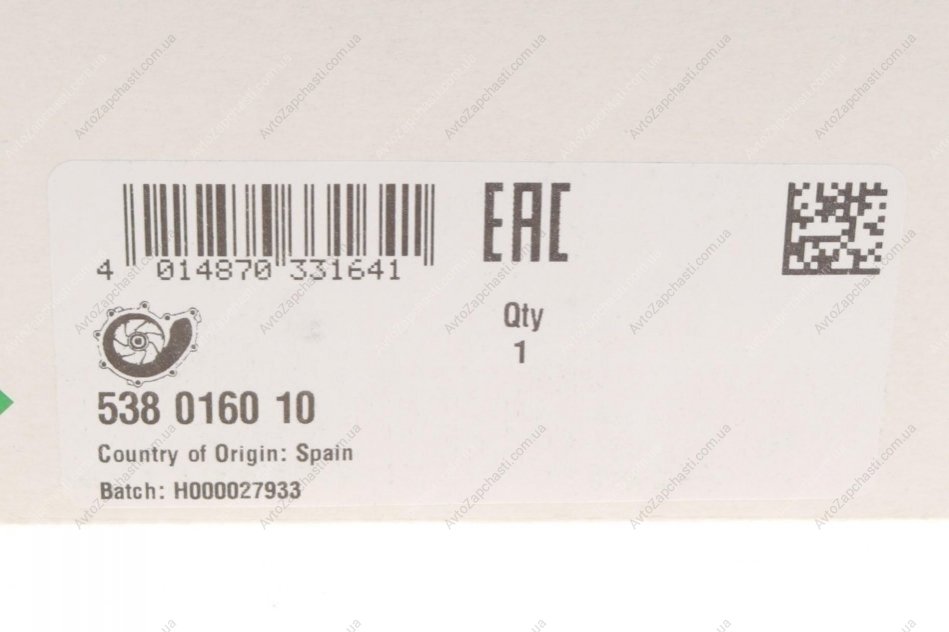 4 014870 331641
EAC
Qty
1
538 0160 10
Country of Origin: Spain
Batch: H000027933
AvtoZapchasti.com.ua